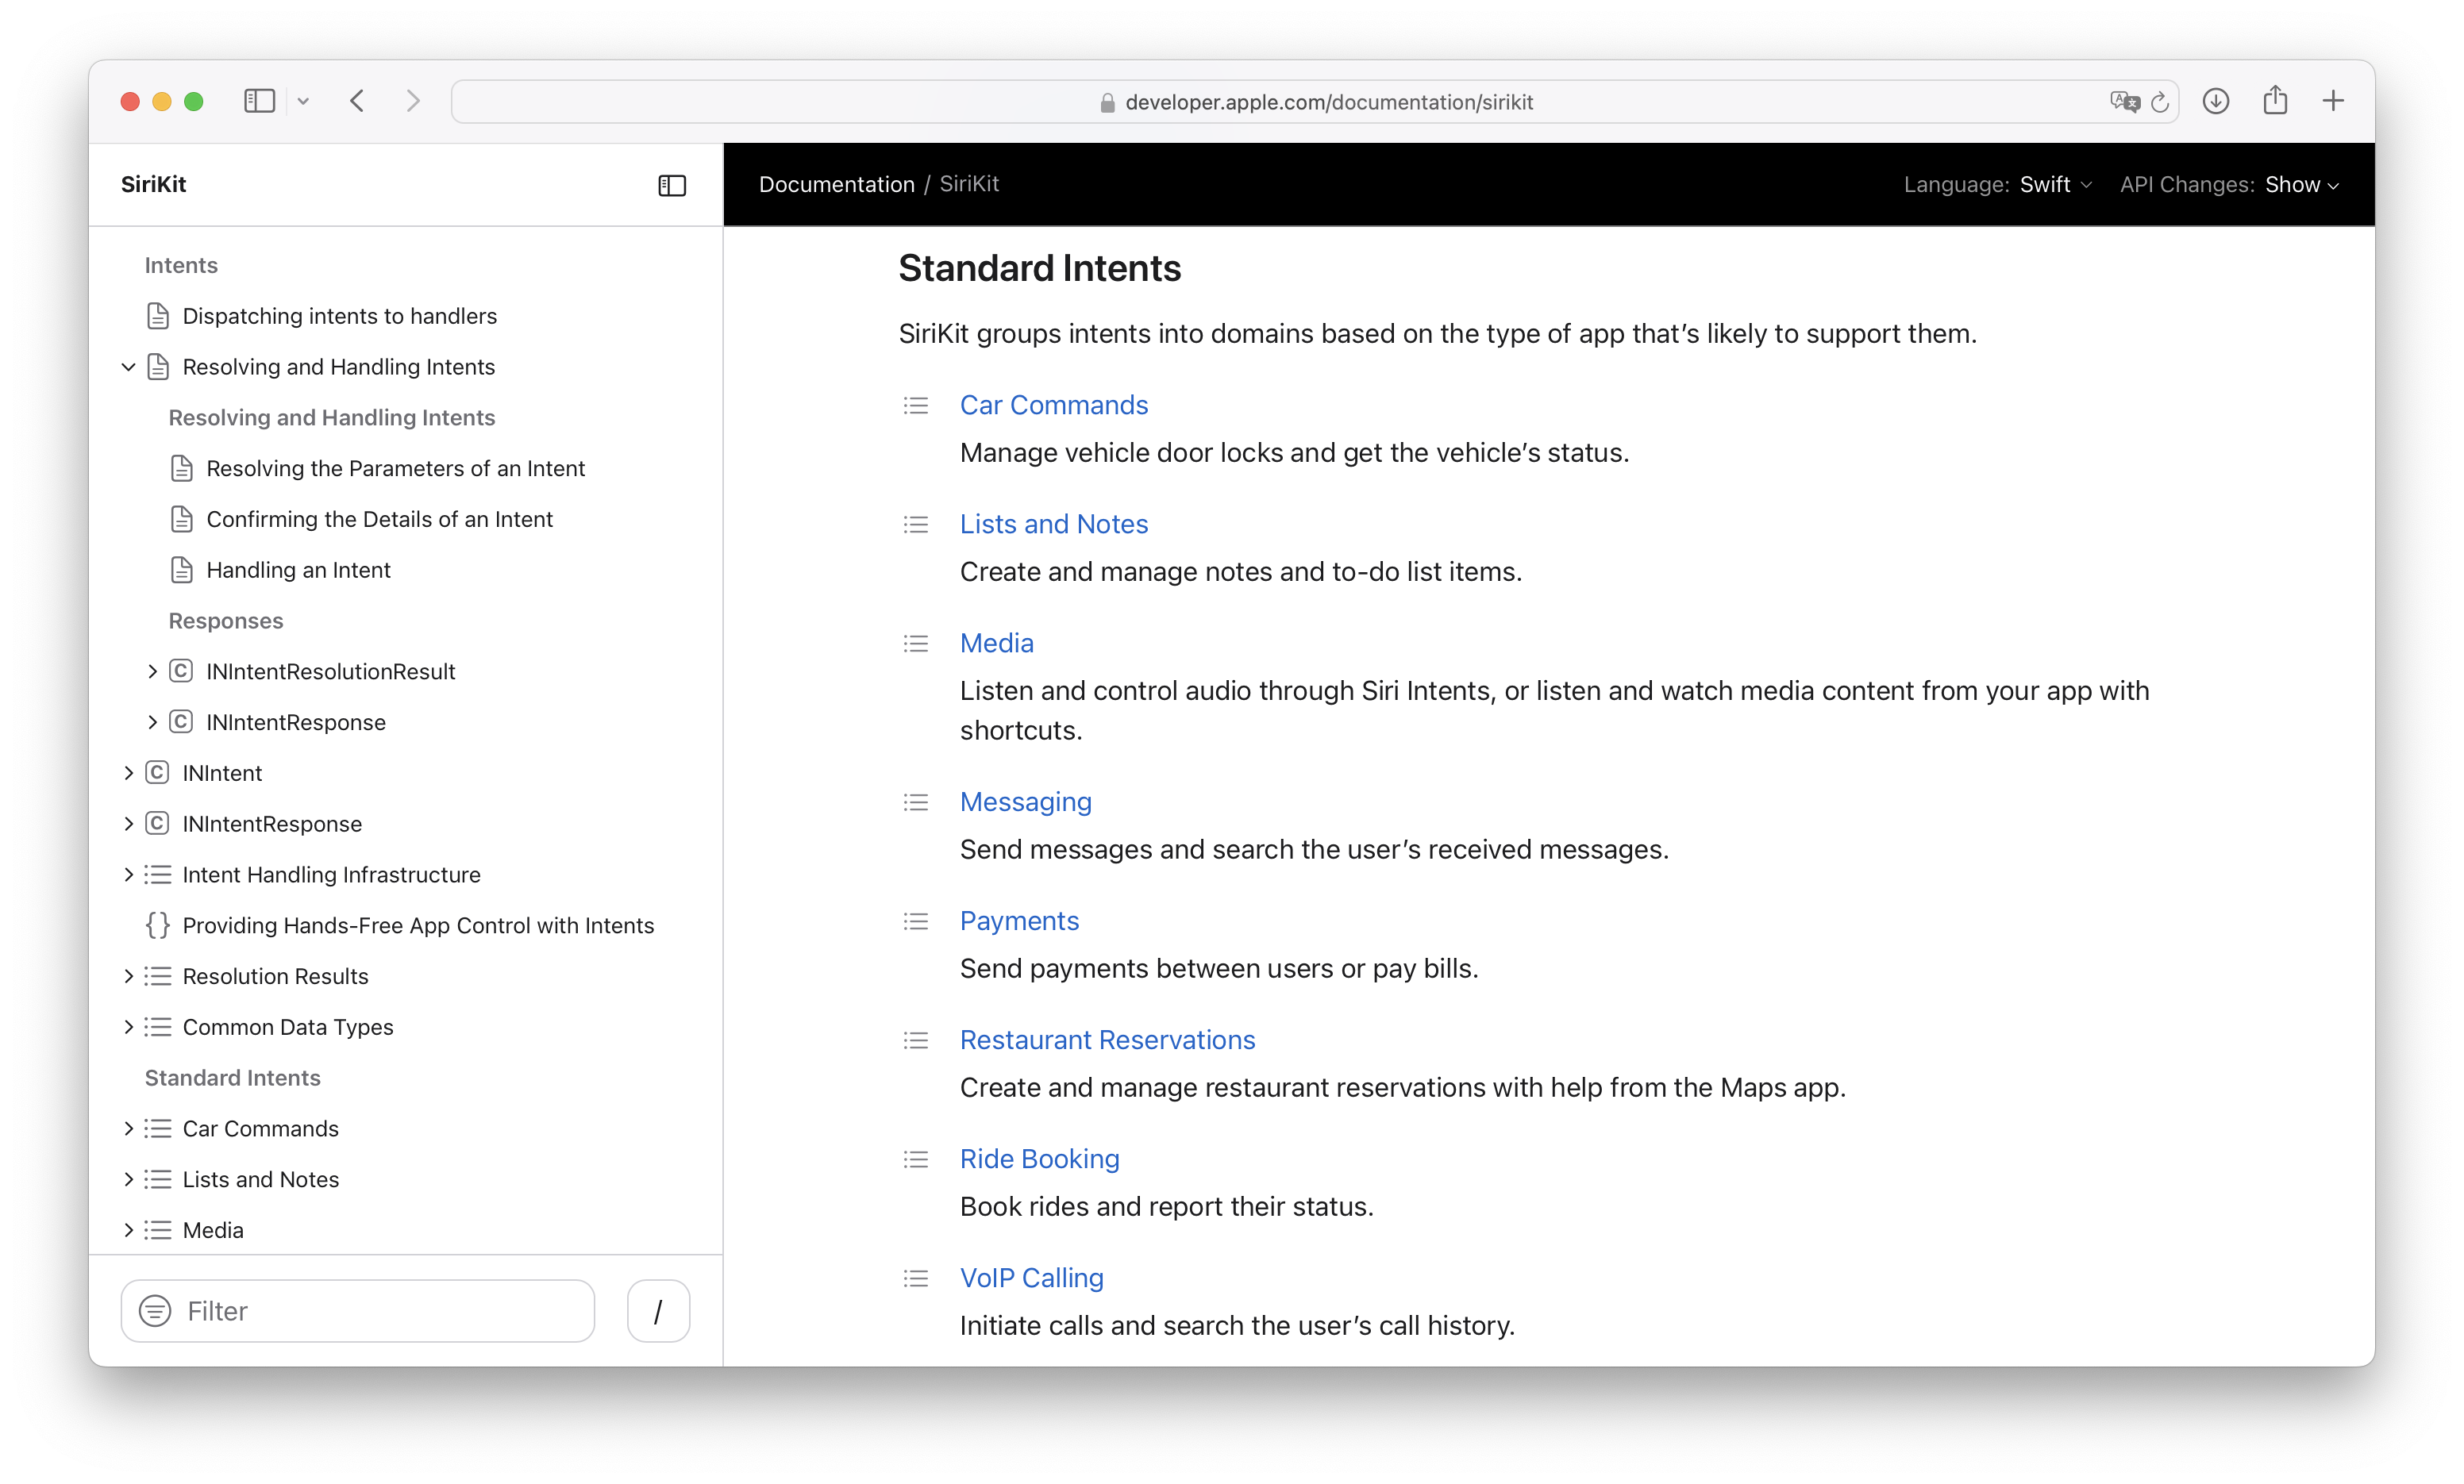 developer.apple.com/documentation/sirikit
SiriKit
Documentation / SiriKit
Language: Swift
API Changes: Show
Intents
Dispatching intents to handlers
Resolving and Handling Intents
Resolving and Handling Intents
Resolving the Parameters of an Intent
Confirming the Details of an Intent
Handling an Intent
Responses
C INIntentResolutionResult
C INIntentResponse
C INIntent
C INIntentResponse
Intent Handling Infrastructure
{} Providing Hands-Free App Control with Intents
Resolution Results
Common Data Types
Standard Intents
Car Commands
Lists and Notes
Media
Filter
/
Standard Intents
SiriKit groups intents into domains based on the type of app that’s likely to support them.
Car Commands
Manage vehicle door locks and get the vehicle’s status.
Lists and Notes
Create and manage notes and to-do list items.
Media
Listen and control audio through Siri Intents, or listen and watch media content from your app with
shortcuts.
Messaging
Send messages and search the user’s received messages.
Payments
Send payments between users or pay bills.
Restaurant Reservations
Create and manage restaurant reservations with help from the Maps app.
Ride Booking
Book rides and report their status.
VoIP Calling
Initiate calls and search the user’s call history.